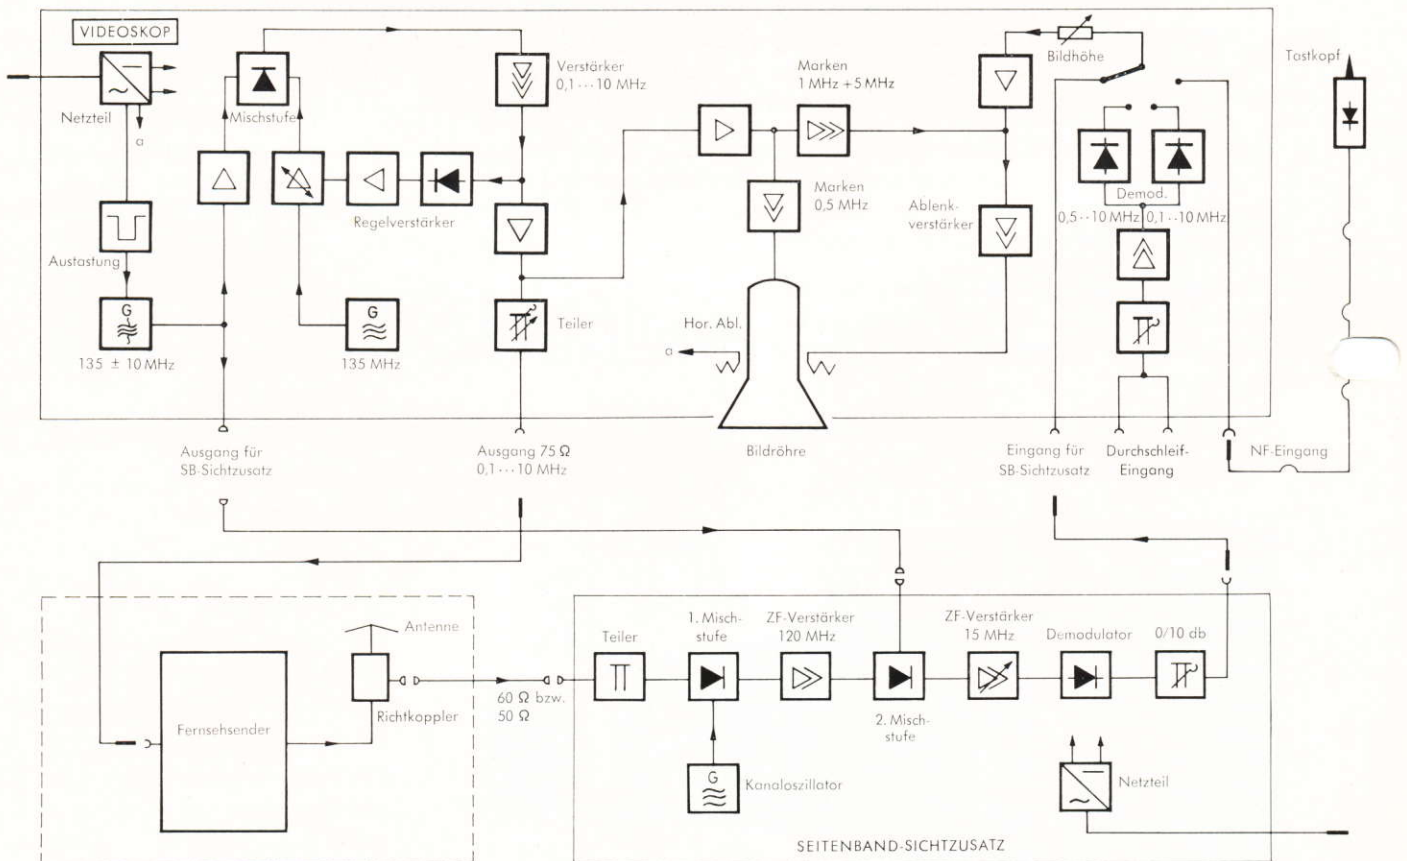 VIDEOSKOP
Netzteil
a
Austastung
G
135 ± 10 MHz
Mischstufe
Regelverstärker
G
135 MHz
Verstärker
0,1 ··· 10 MHz
Teiler
Marken
1 MHz + 5 MHz
Marken
0,5 MHz
Ablenk-
verstärker
Hor. Abl.
a
Bildhöhe
Demod.
0,5 ·· 10 MHz
0,1 ·· 10 MHz
Tastkopf
Ausgang für
SB-Sichtzusatz
Ausgang 75 Ω
0,1 ··· 10 MHz
Bildröhre
Eingang für
SB-Sichtzusatz
Durchschleif-
Eingang
NF-Eingang
Antenne
Fernsehsender
Richtkoppler
60 Ω bzw.
50 Ω
Teiler
1. Misch-
stufe
ZF-Verstärker
120 MHz
2. Misch-
stufe
ZF-Verstärker
15 MHz
Demodulator
0/10 db
G
Kanaloszillator
Netzteil
SEITENBAND-SICHTZUSATZ